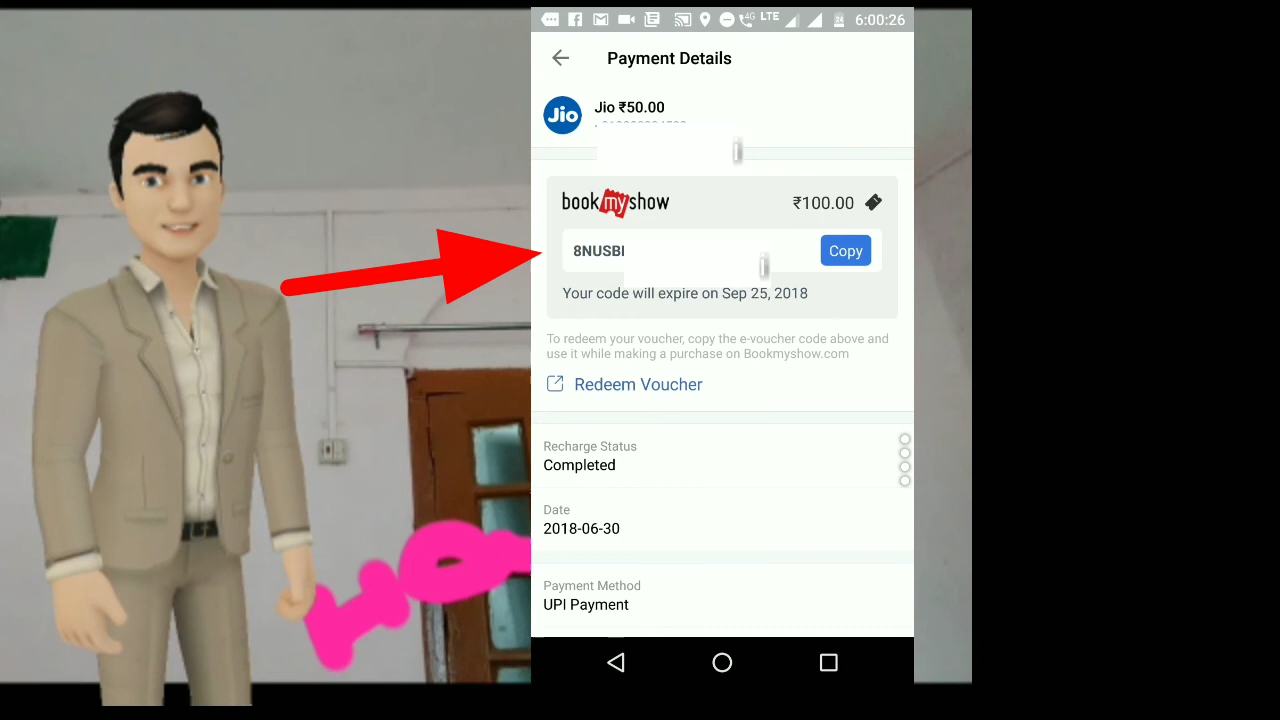 4G LTE 24 6:00:26
Payment Details
Jio
Jio ₹50.00
bookmyshow ₹100.00
8NUSBI Copy
Your code will expire on Sep 25, 2018
To redeem your voucher, copy the e-voucher code above and
use it while making a purchase on Bookmyshow.com
Redeem Voucher
Recharge Status
Completed
Date
2018-06-30
Payment Method
UPI Payment